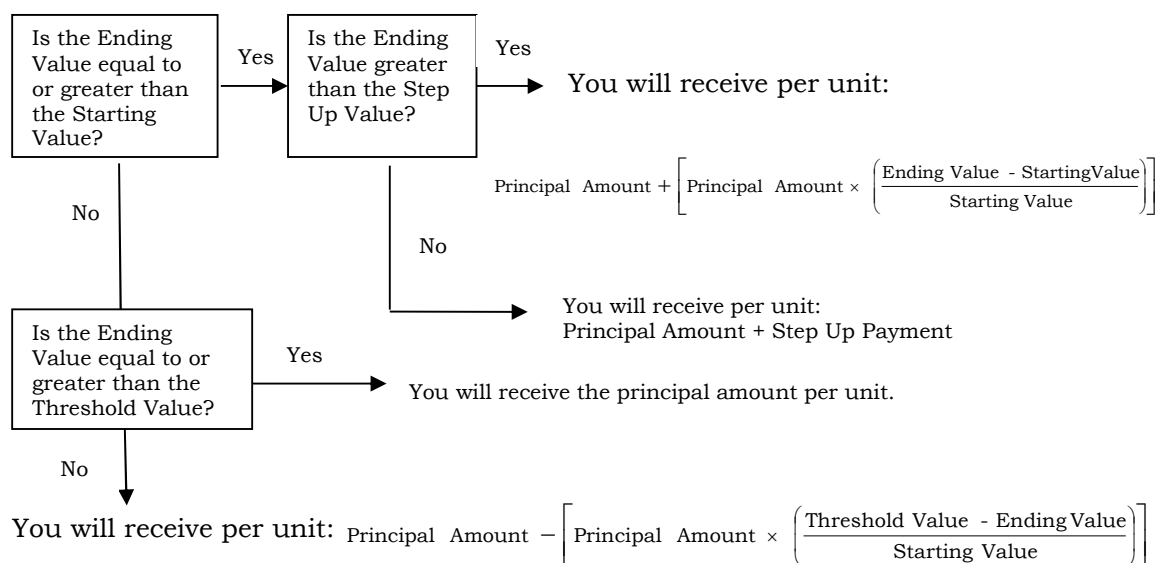 Is the Ending
Value equal to
or greater than
the Starting
Value?
Yes
Is the Ending
Value greater
than the Step
Up Value?
Yes
You will receive per unit:
Principal Amount + [Principal Amount × (Ending Value - StartingValue
Starting Value)]
No
No
You will receive per unit:
Principal Amount + Step Up Payment
Is the Ending
Value equal to or
greater than the
Threshold Value?
Yes
You will receive the principal amount per unit.
No
You will receive per unit: Principal Amount − [Principal Amount × (Threshold Value - EndingValue
Starting Value)]